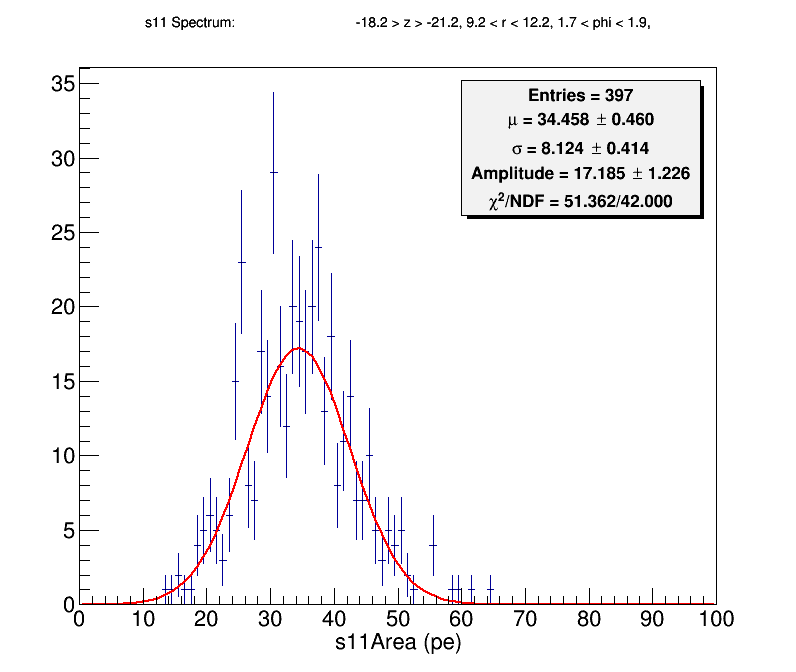 s11 Spectrum: -18.2 > z > -21.2, 9.2 < r < 12.2, 1.7 < phi < 1.9,
Entries = 397
μ = 34.458 ± 0.460
σ = 8.124 ± 0.414
Amplitude = 17.185 ± 1.226
χ²/NDF = 51.362/42.000
35
30
25
20
15
10
5
0
0 10 20 30 40 50 60 70 80 90 100
s11Area (pe)